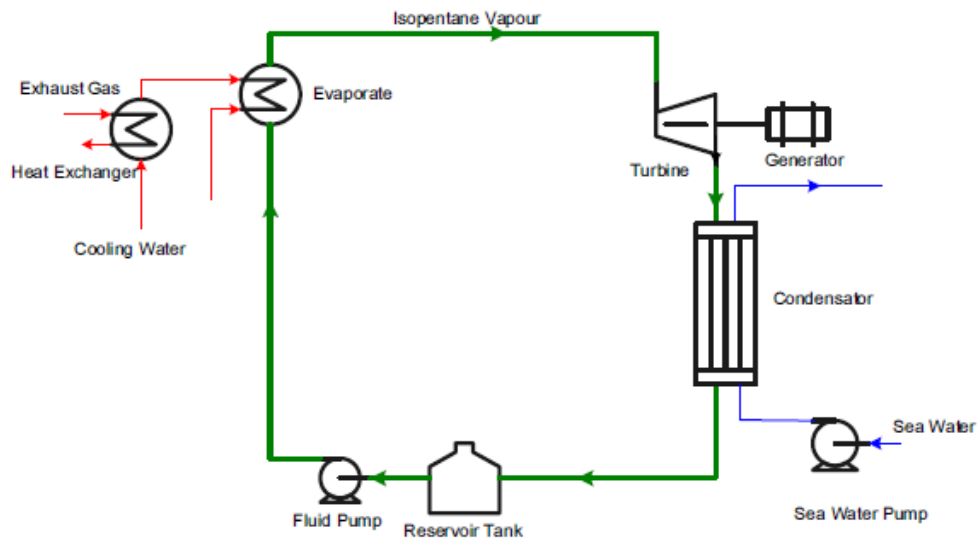 Isopentane Vapour
Exhaust Gas
Evaporate
Heat Exchanger
Turbine
Generator
Cooling Water
Condensator
Sea Water
Fluid Pump
Reservoir Tank
Sea Water Pump